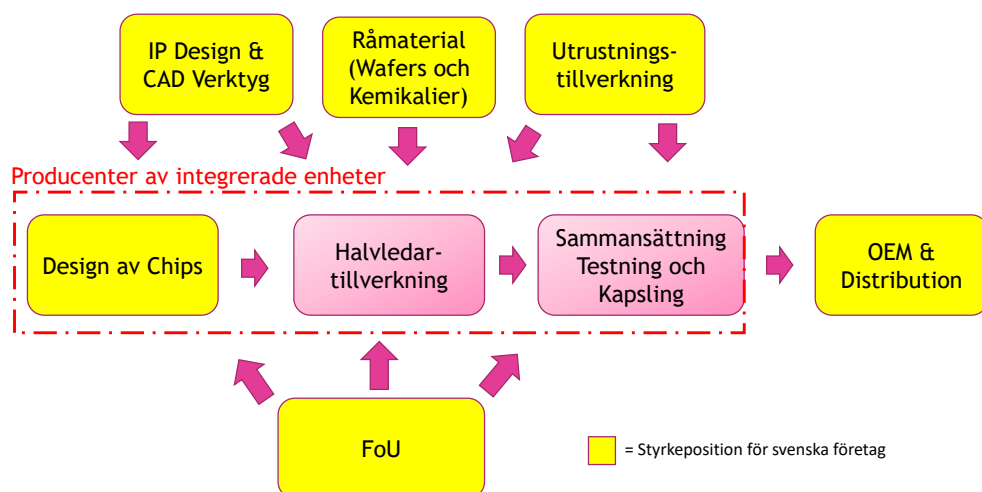 IP Design &
CAD Verktyg
Råmaterial
(Wafers och
Kemikalier)
Utrustnings-
tillverkning
Producenter av integrerade enheter
Design av Chips
Halvledar-
tillverkning
Sammansättning
Testning och
Kapsling
OEM &
Distribution
FoU
= Styrkeposition för svenska företag